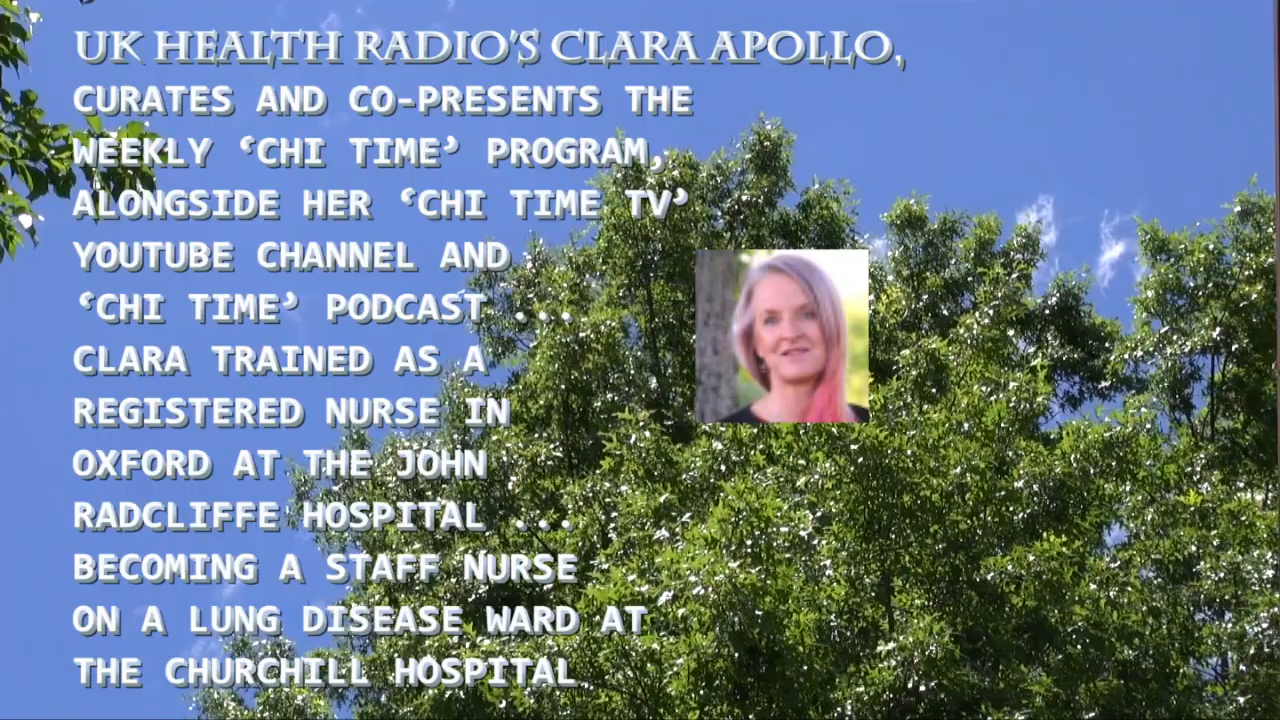 UK HEALTH RADIO'S CLARA APOLLO,
CURATES AND CO-PRESENTS THE
WEEKLY ‘CHI TIME’ PROGRAM,
ALONGSIDE HER ‘CHI TIME TV’
YOUTUBE CHANNEL AND
‘CHI TIME’ PODCAST ...
CLARA TRAINED AS A
REGISTERED NURSE IN
OXFORD AT THE JOHN
RADCLIFFE HOSPITAL ...
BECOMING A STAFF NURSE
ON A LUNG DISEASE WARD AT
THE CHURCHILL HOSPITAL